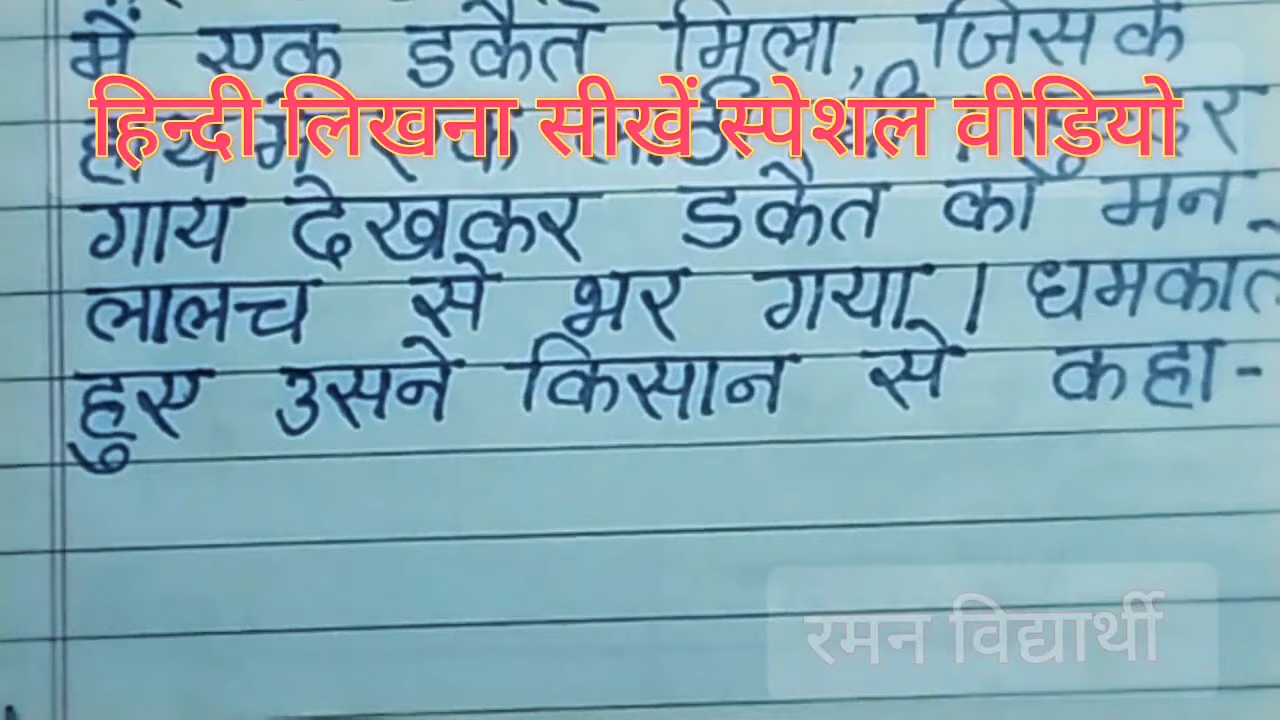 में एक डकैत मिला, जिसके
हिन्दी लिखना सीखें स्पेशल वीडियो
गाय देखकर डकैत को मन
लालच से भर गया। धमकाते
हुए उसने किसान से कहा-
रमन विद्यार्थी